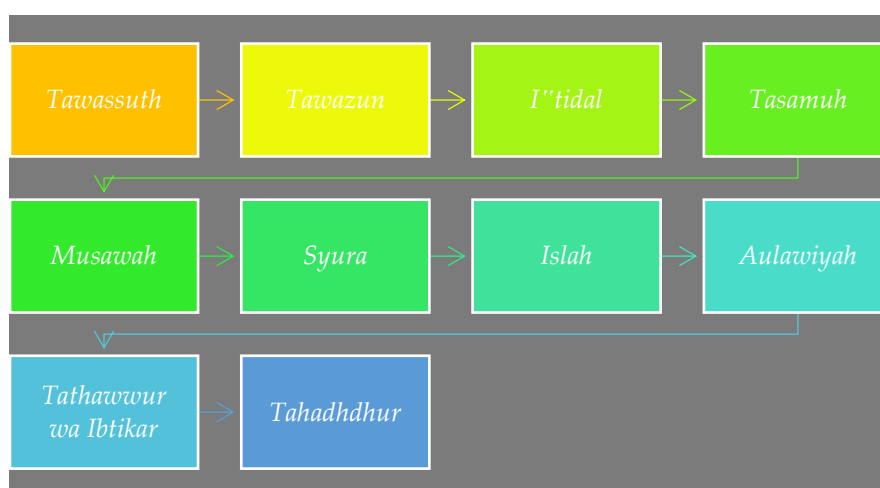 Tawassuth
Tawazun
I‟tidal
Tasamuh
Musawah
Syura
Islah
Aulawiyah
Tathawwur
wa Ibtikar
Tahadhdhur